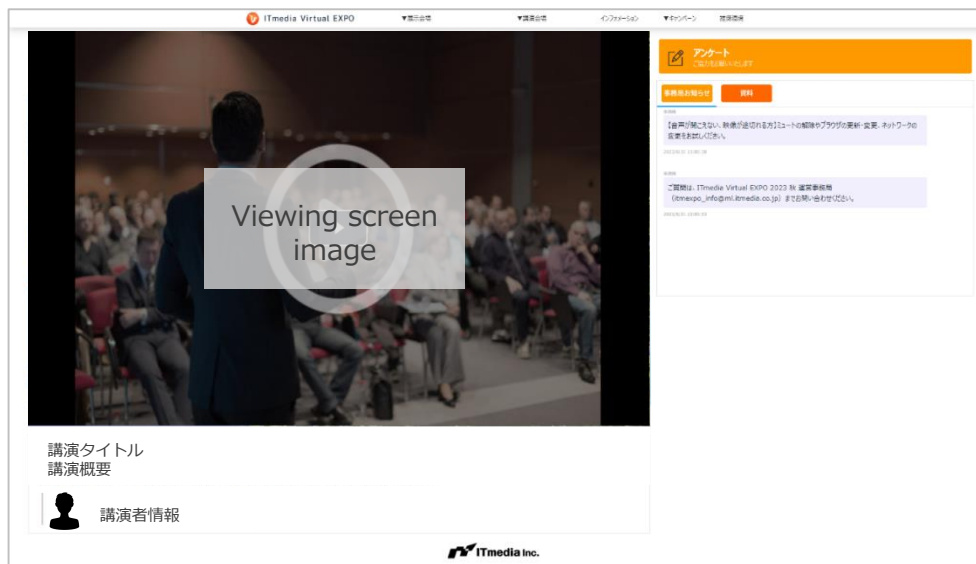 ITmedia Virtual EXPO
▼展示会場
▼講演会場
インフォメーション
▼キャンペーン
推奨環境
Viewing screen
image
アンケート
ご協力をお願いいたします
事務局お知らせ
資料
事務局
【音声が聞こえない、映像が途切れる方】ミュートの解除やブラウザの更新・変更、ネットワークの
変更をお試しください。
事務局
ご質問は、ITmedia Virtual EXPO 2023 秋 運営事務局
(itmexpo_info@ml.itmedia.co.jp) までお問い合わせください。
講演タイトル
講演概要
講演者情報
ITmedia Inc.